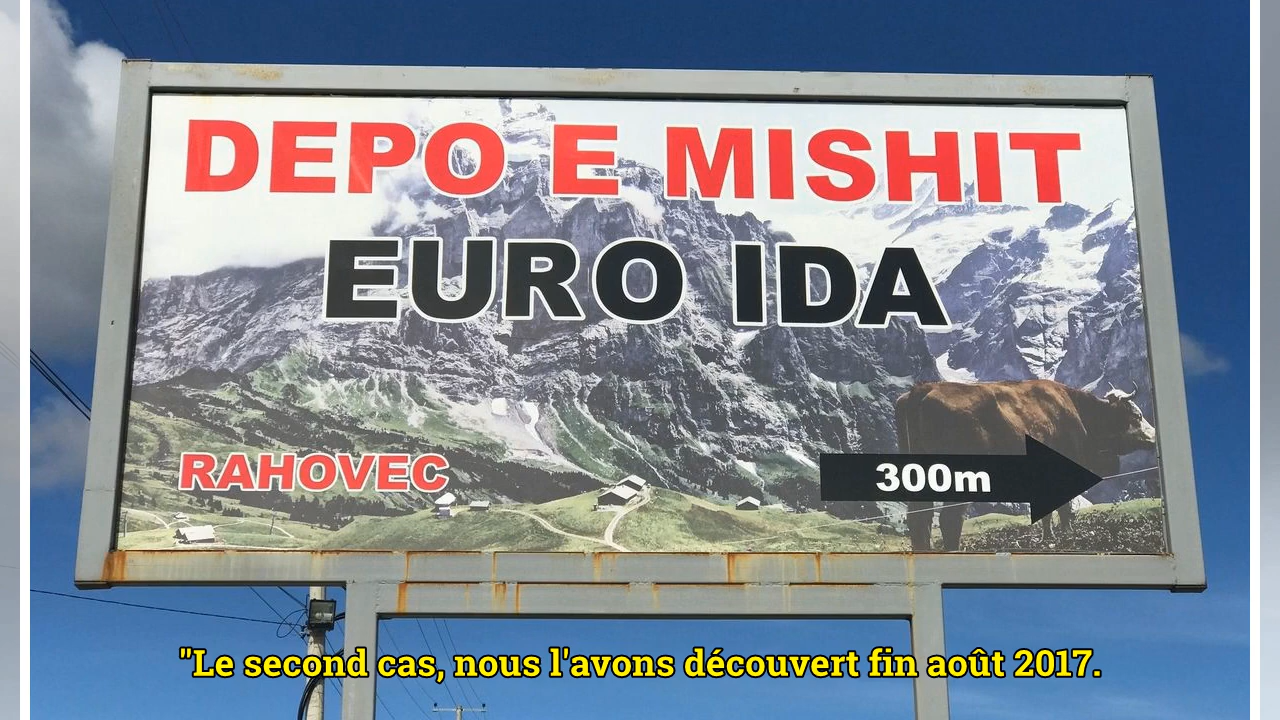 DEPO E MISHIT
EURO IDA
RAHOVEC
300m
"Le second cas, nous l'avons découvert fin août 2017.